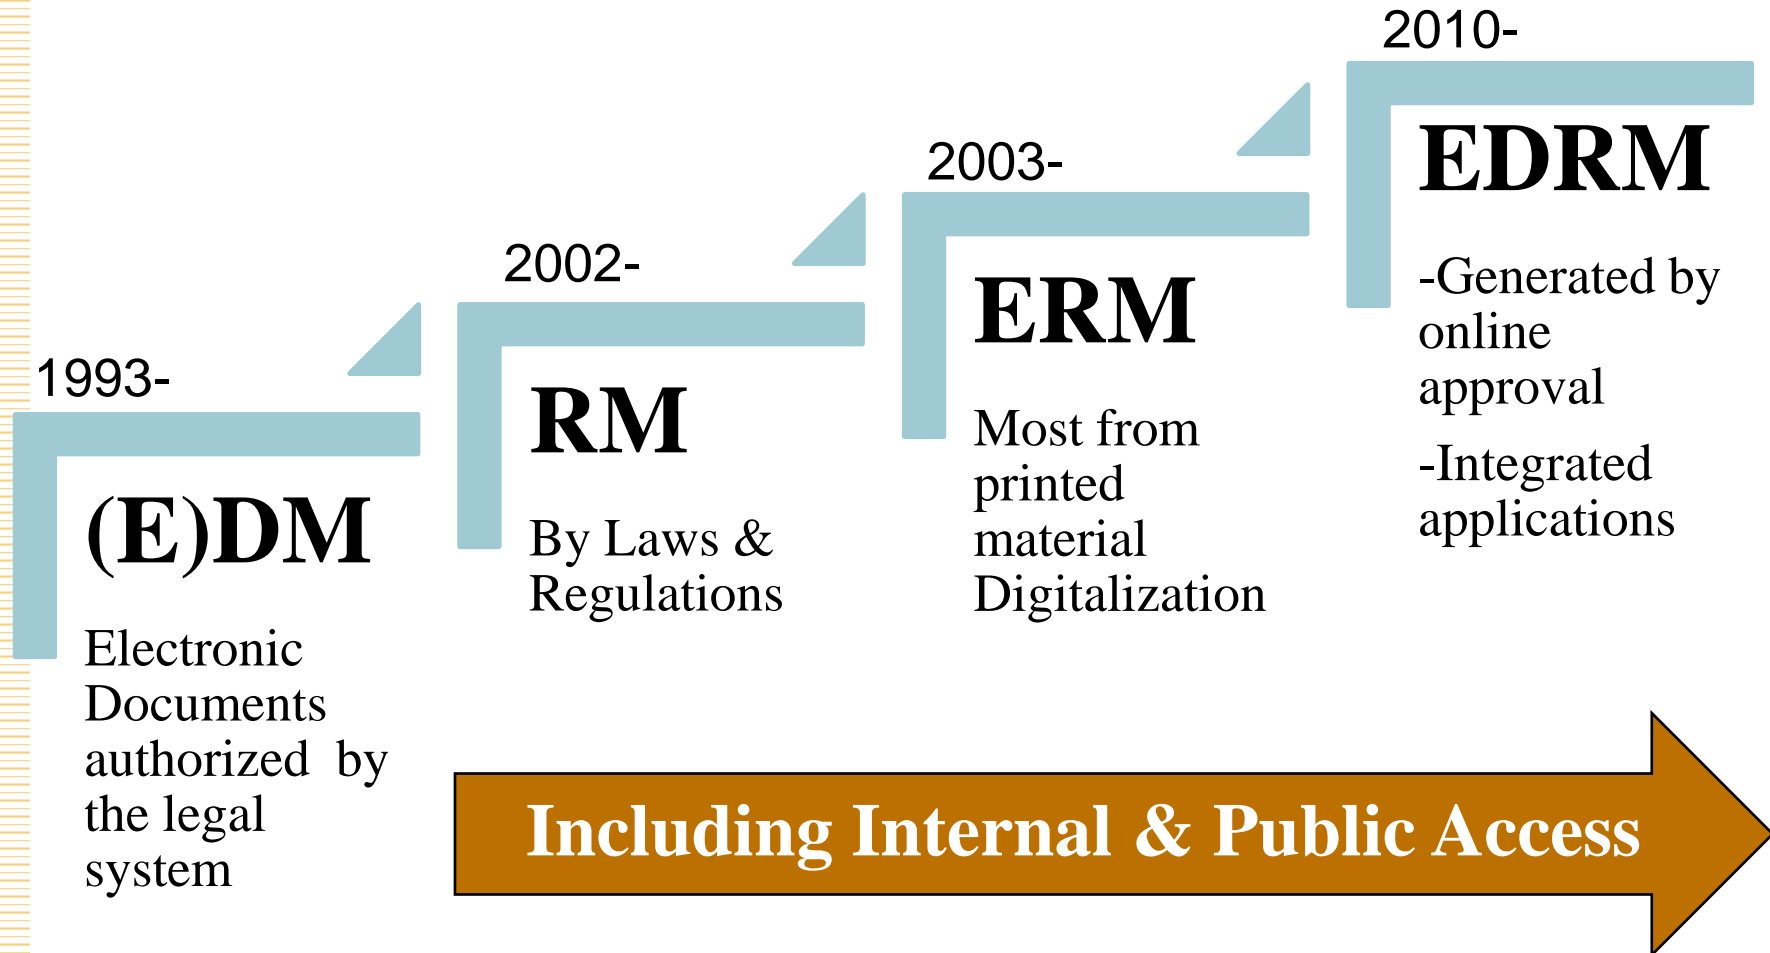 1993-
(E)DM
Electronic
Documents
authorized by
the legal
system
2002-
RM
By Laws &
Regulations
2003-
ERM
Most from
printed
material
Digitalization
2010-
EDRM
-Generated by
online
approval
-Integrated
applications
Including Internal & Public Access